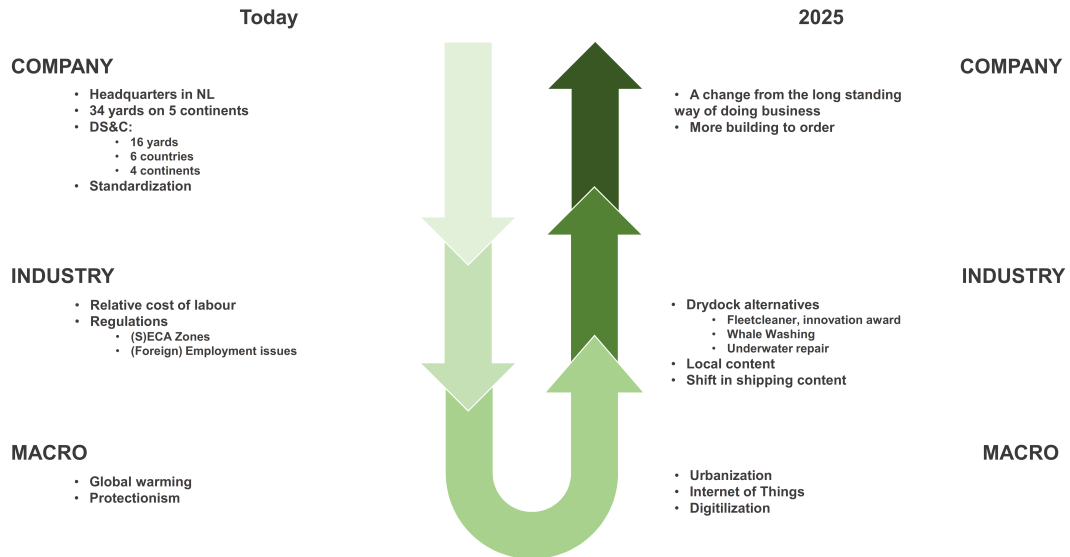 Today
COMPANY
• Headquarters in NL
• 34 yards on 5 continents
• DS&C:
• 16 yards
• 6 countries
• 4 continents
• Standardization
INDUSTRY
• Relative cost of labour
• Regulations
• (S)ECA Zones
• (Foreign) Employment issues
MACRO
• Global warming
• Protectionism
2025
COMPANY
• A change from the long standing
way of doing business
• More building to order
INDUSTRY
• Drydock alternatives
• Fleetcleaner, innovation award
• Whale Washing
• Underwater repair
• Local content
• Shift in shipping content
MACRO
• Urbanization
• Internet of Things
• Digitilization